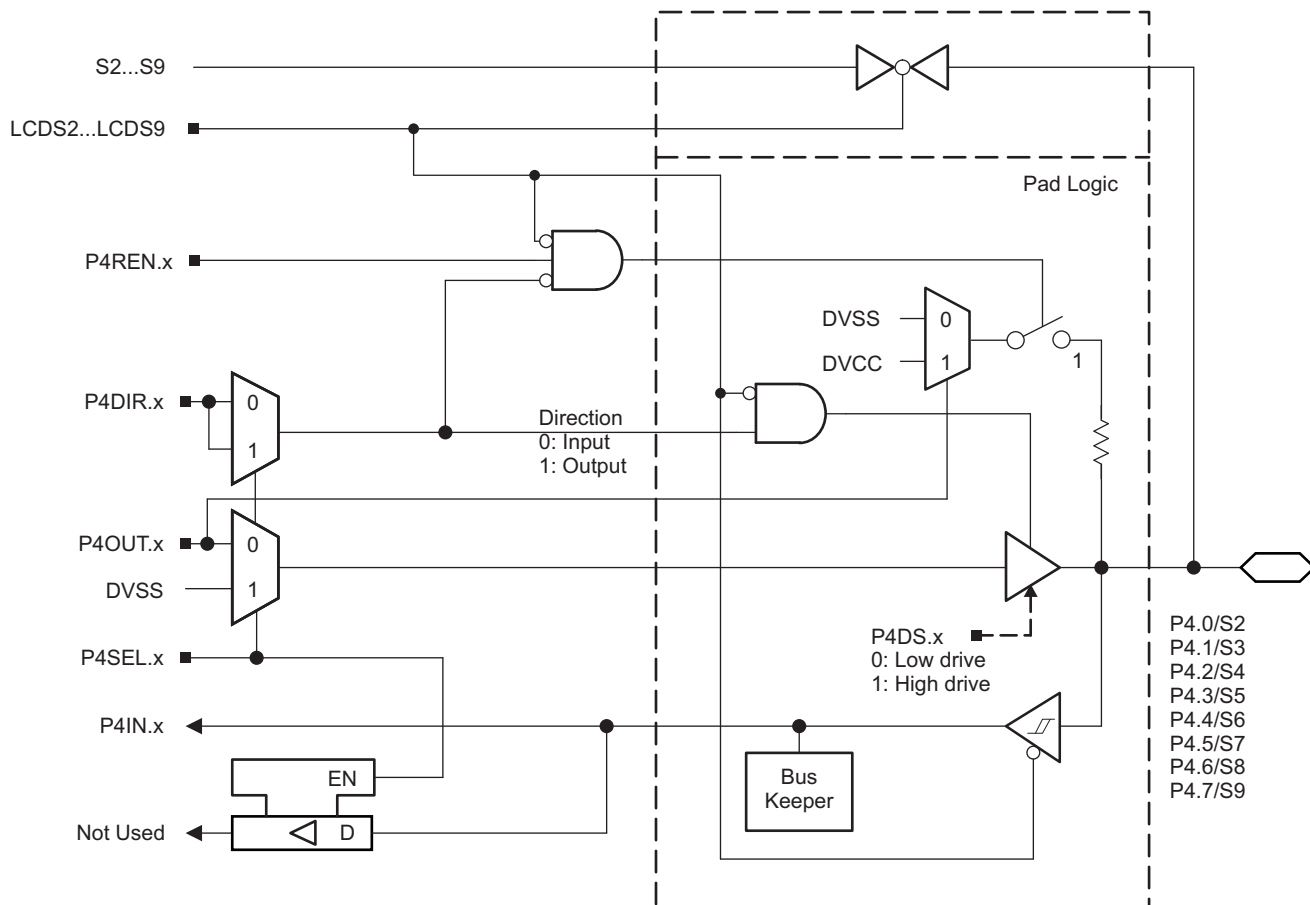 S2...S9
LCDS2...LCDS9
Pad Logic
P4REN.x
DVSS
0
DVCC
1
1
P4DIR.x
0
1
Direction
0: Input
1: Output
P4OUT.x
0
DVSS
1
P4DS.x
0: Low drive
1: High drive
P4SEL.x
P4.0/S2
P4.1/S3
P4.2/S4
P4.3/S5
P4.4/S6
P4.5/S7
P4.6/S8
P4.7/S9
P4IN.x
EN
Bus
Keeper
Not Used
D